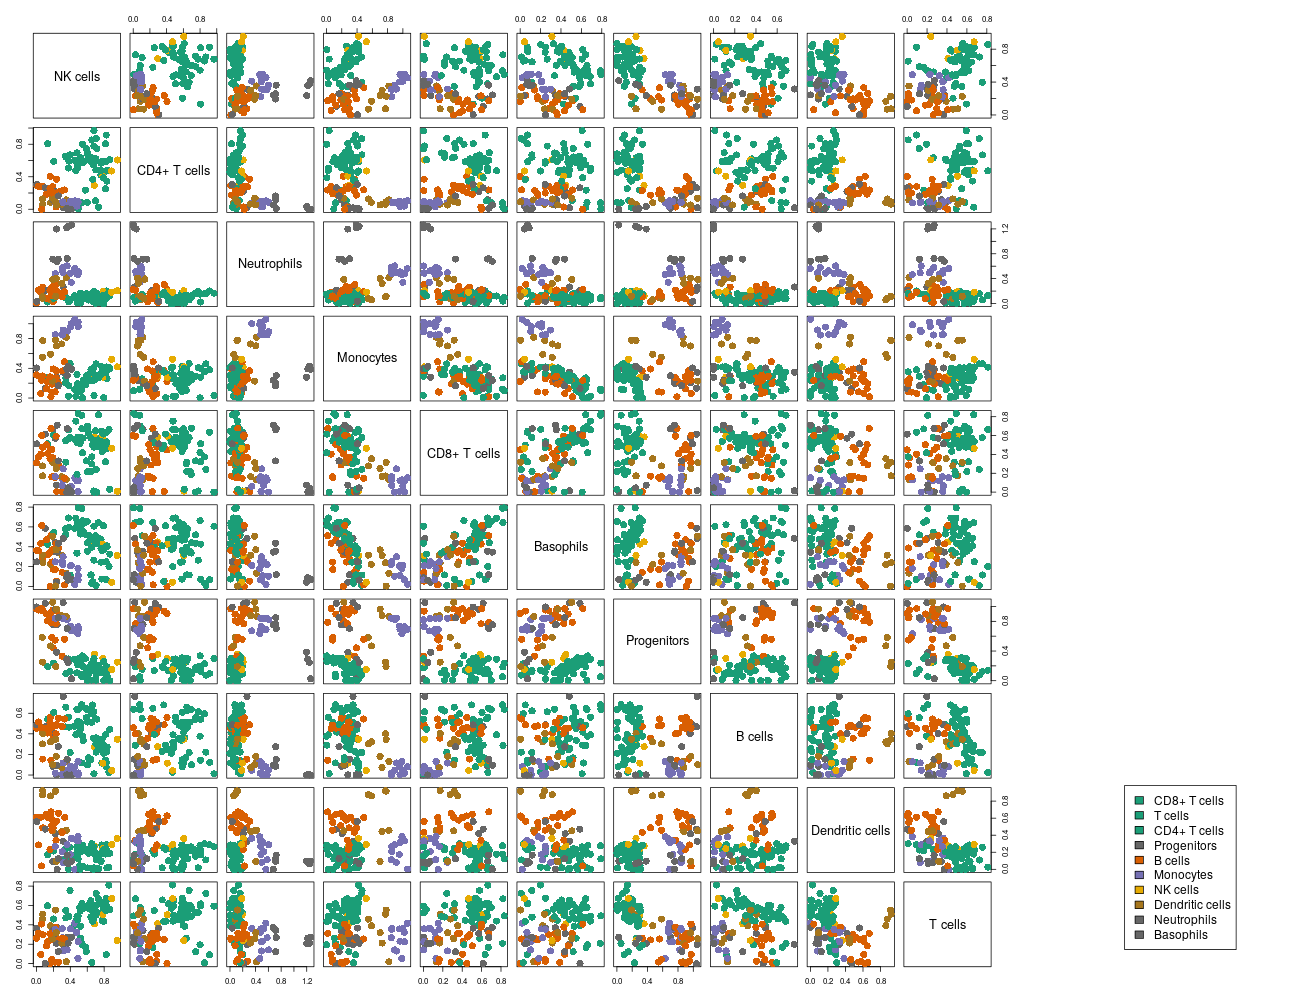 0.0 0.4 0.8 0.0 0.4 0.8 0.0 0.2 0.4 0.6 0.8 0.0 0.2 0.4 0.6 0.0 0.2 0.4 0.6 0.8
NK cells
0.0 0.4 0.8
CD4+ T cells
0.0 0.4 0.8
Neutrophils
0.0 0.4 0.8 1.2
Monocytes
0.0 0.4 0.8
CD8+ T cells
0.0 0.2 0.4 0.6 0.8
Basophils
0.0 0.2 0.4 0.6 0.8
Progenitors
0.0 0.4 0.8
B cells
0.0 0.2 0.4 0.6
Dendritic cells
0.0 0.2 0.4 0.6 0.8
T cells
0.0 0.2 0.4 0.6 0.8
0.0 0.4 0.8 0.0 0.4 0.8 1.2 0.0 0.2 0.4 0.6 0.8 0.0 0.4 0.8 0.0 0.4 0.8
CD8+ T cells
T cells
CD4+ T cells
Progenitors
B cells
Monocytes
NK cells
Dendritic cells
Neutrophils
Basophils